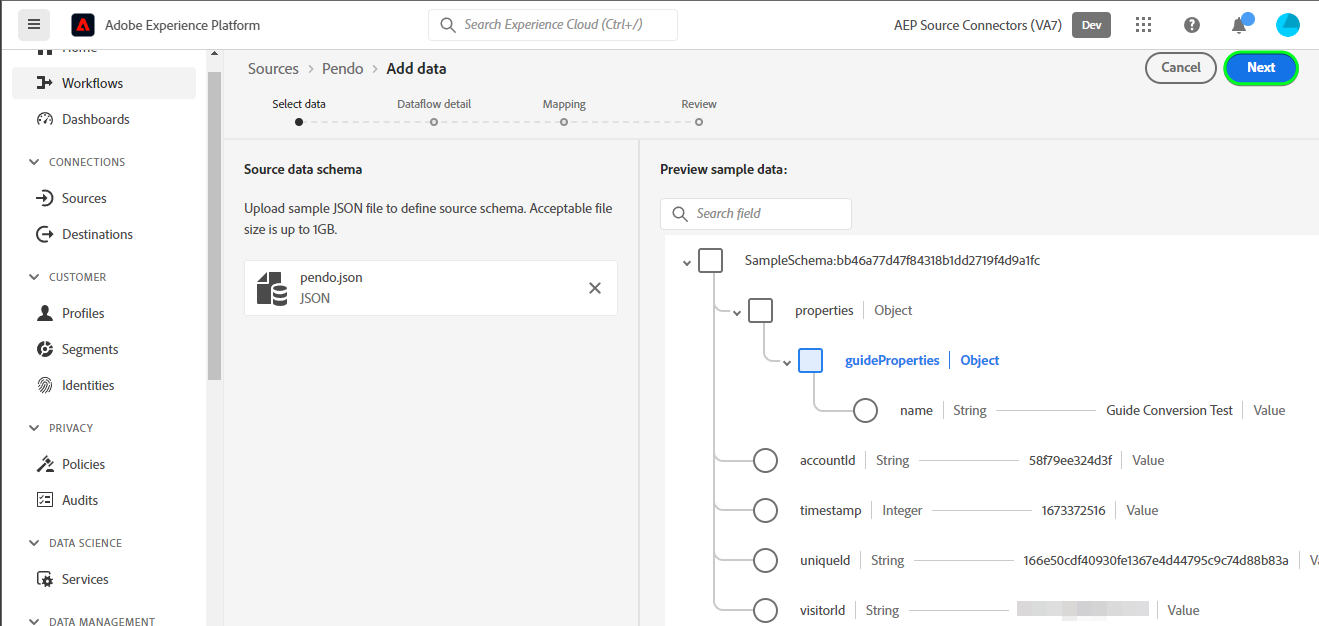 Adobe Experience Platform
Search Experience Cloud (Ctrl+/)
AEP Source Connectors (VA7)
Dev
Home
Workflows
Dashboards
CONNECTIONS
Sources
Destinations
CUSTOMER
Profiles
Segments
Identities
PRIVACY
Policies
Audits
DATA SCIENCE
Services
DATA MANAGEMENT
Sources > Pendo > Add data
Cancel
Next
Select data
Dataflow detail
Mapping
Review
Source data schema
Upload sample JSON file to define source schema. Acceptable file
size is up to 1GB.
pendo.json
JSON
Preview sample data:
Search field
SampleSchema:bb46a77d47f84318b1dd2719f4d9a1fc
properties Object
guideProperties Object
name String Guide Conversion Test Value
accountId String 58f79ee324d3f Value
timestamp Integer 1673372516 Value
uniqueId String 166e50cdf40930fe1367e4d44795c9c74d88b83a
visitorId String Value